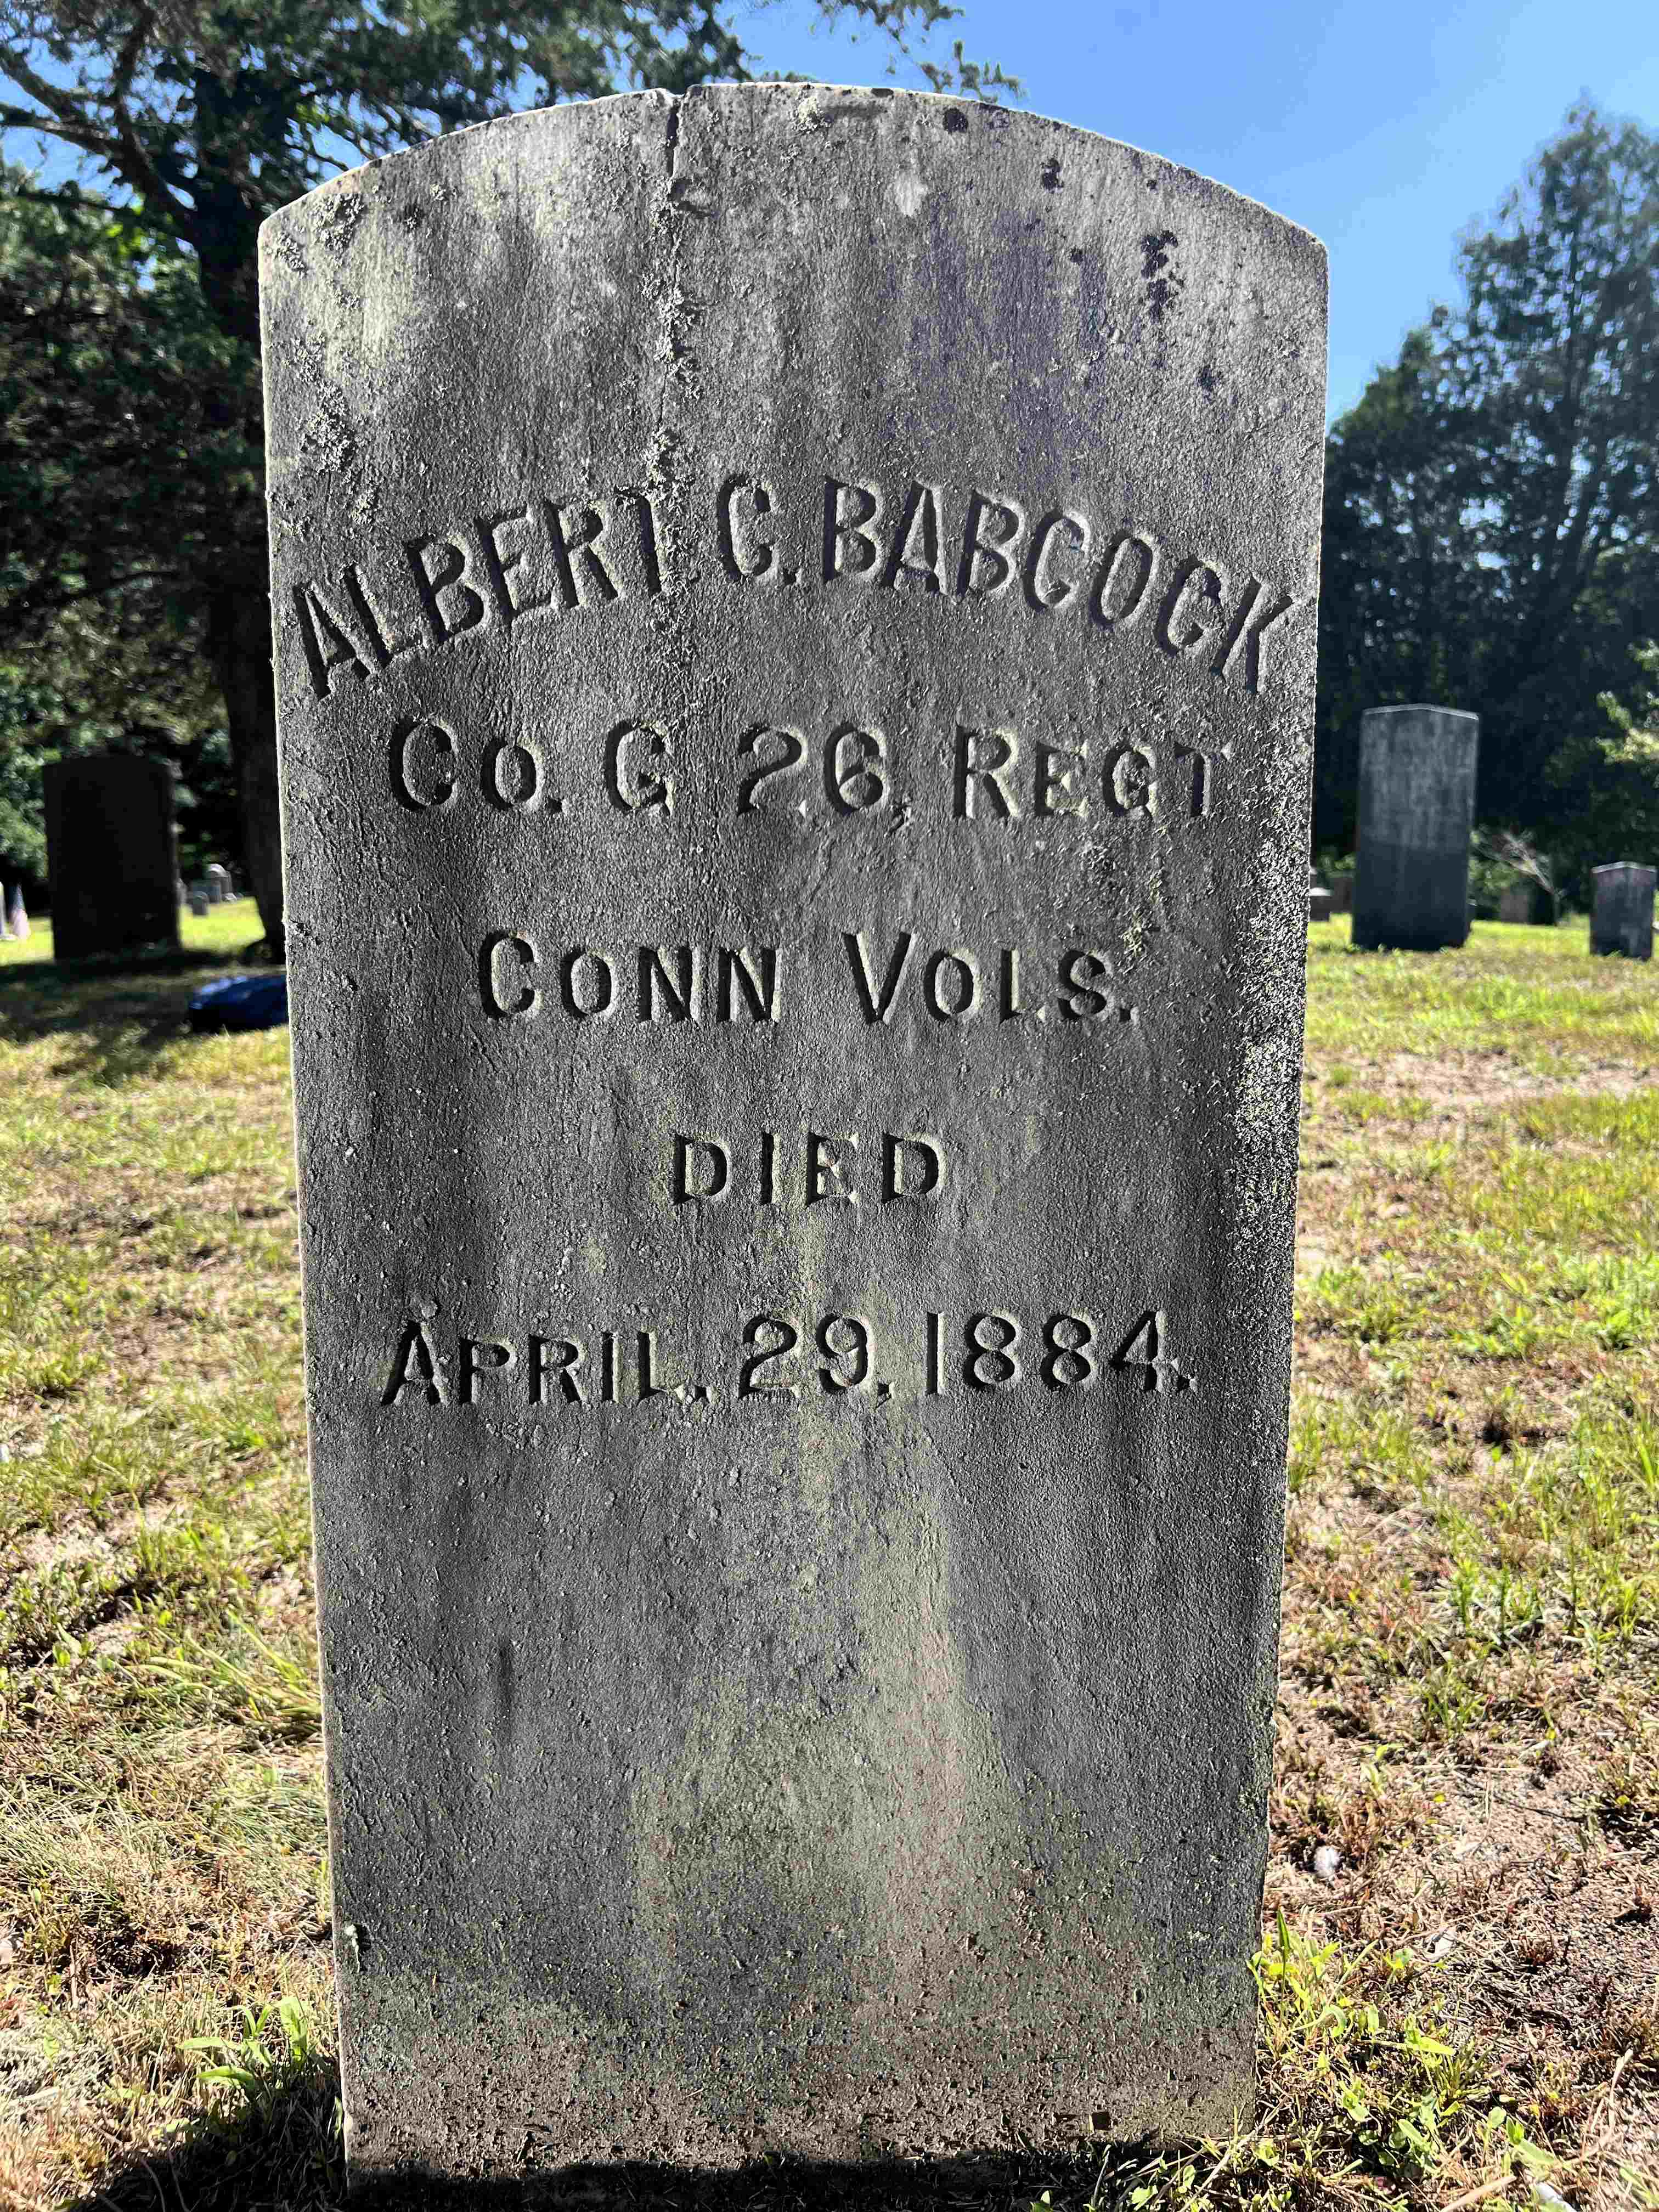 ALBERT C. BABCOCK
CO. G 26, REGT
CONN VOLS.
DIED
APRIL, 29, 1884.